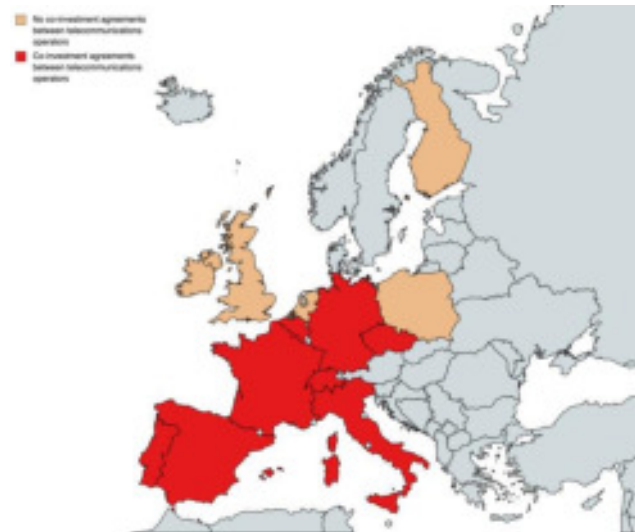 No co-investment agreements
between telecommunications
operators
Co-investment agreements
between telecommunications
operators